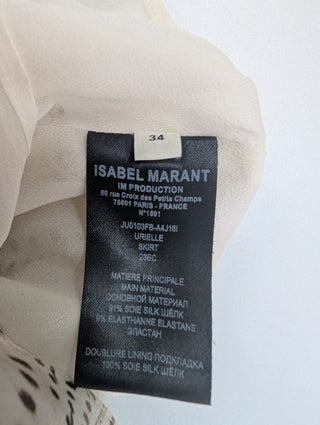 34
ISABEL MARANT
IM PRODUCTION
50 rue Croix des Petits Champs
75001 PARIS - FRANCE
N°1501
JU0103FB-A4J16I
URIELLE
SKIRT
23EC
MATIERE PRINCIPALE
MAIN MATERIAL
ОСНОВНОЙ МАТЕРИАЛ
91% SOIE SILK ШЁЛК
9% ELASTHANNE ELASTANE
ЭЛАСТАН
DOUBLURE LINING ПОДКЛАДКА
100% SOIE SILK ШЁЛК